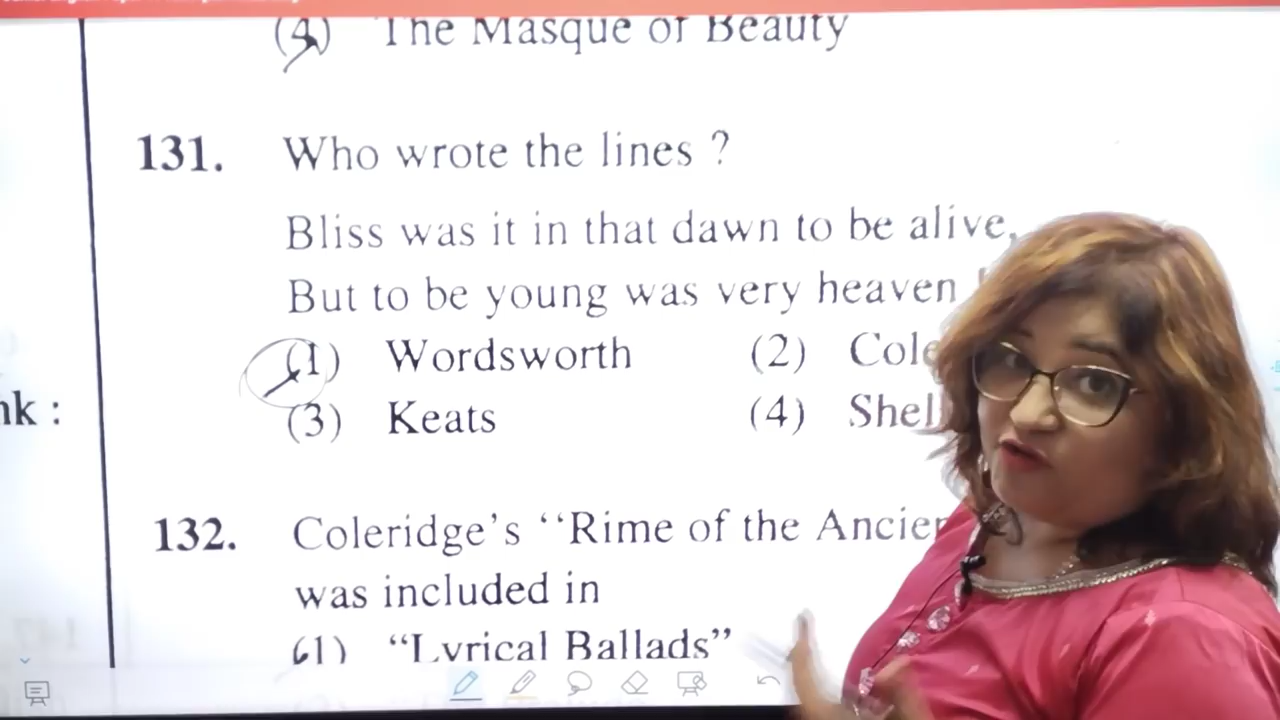 (4) The Masque of Beauty
131. Who wrote the lines ?
Bliss was it in that dawn to be alive,
But to be young was very heaven
(1) Wordsworth (2) Cole
(3) Keats (4) Shel
nk :
132. Coleridge's “Rime of the Ancien
was included in
(1) “Lyrical Ballads”